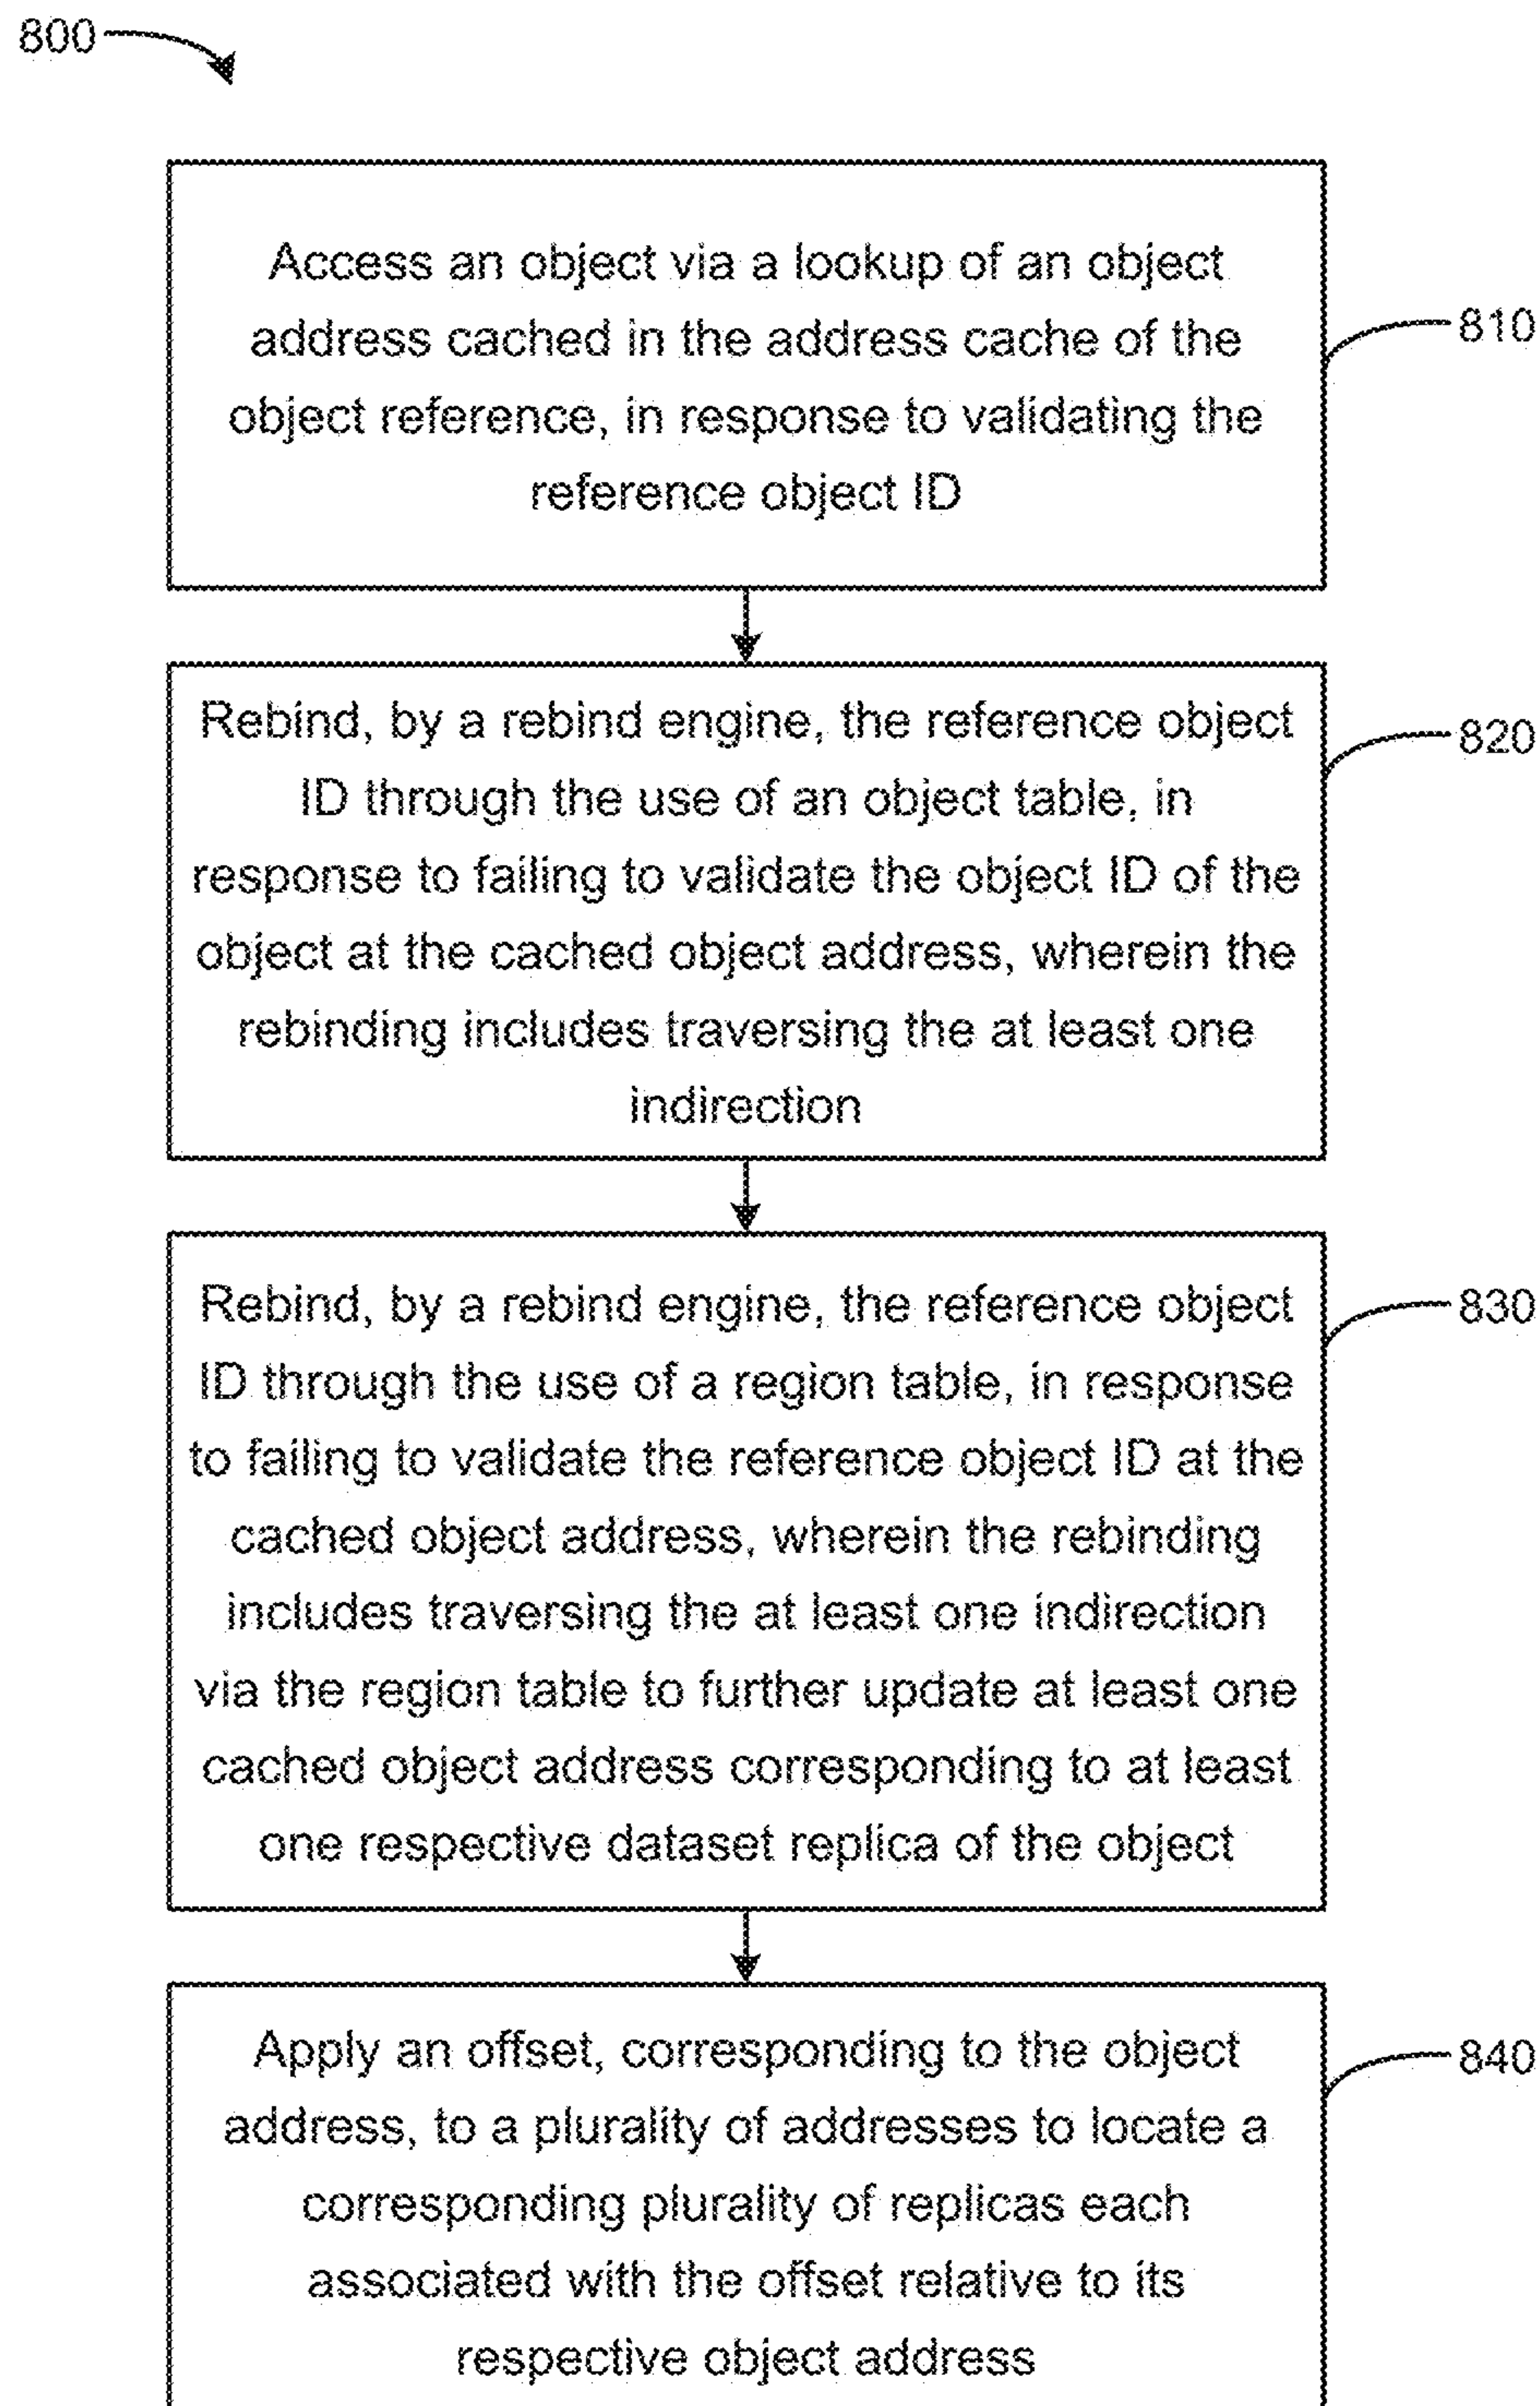 800
Access an object via a lookup of an object
address cached in the address cache of the
object reference, in response to validating the
reference object ID
810
Rebind, by a rebind engine, the reference object
ID through the use of an object table, in
response to failing to validate the object ID of the
object at the cached object address, wherein the
rebinding includes traversing the at least one
indirection
820
Rebind, by a rebind engine, the reference object
ID through the use of a region table, in response
to failing to validate the reference object ID at the
cached object address, wherein the rebinding
includes traversing the at least one indirection
via the region table to further update at least one
cached object address corresponding to at least
one respective dataset replica of the object
830
Apply an offset, corresponding to the object
address, to a plurality of addresses to locate a
corresponding plurality of replicas each
associated with the offset relative to its
respective object address
840